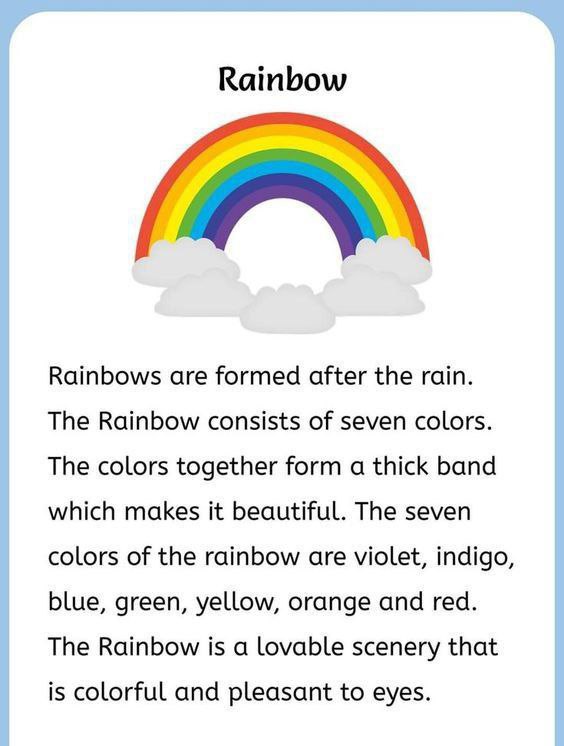 Rainbow
Rainbows are formed after the rain.
The Rainbow consists of seven colors.
The colors together form a thick band
which makes it beautiful. The seven
colors of the rainbow are violet, indigo,
blue, green, yellow, orange and red.
The Rainbow is a lovable scenery that
is colorful and pleasant to eyes.